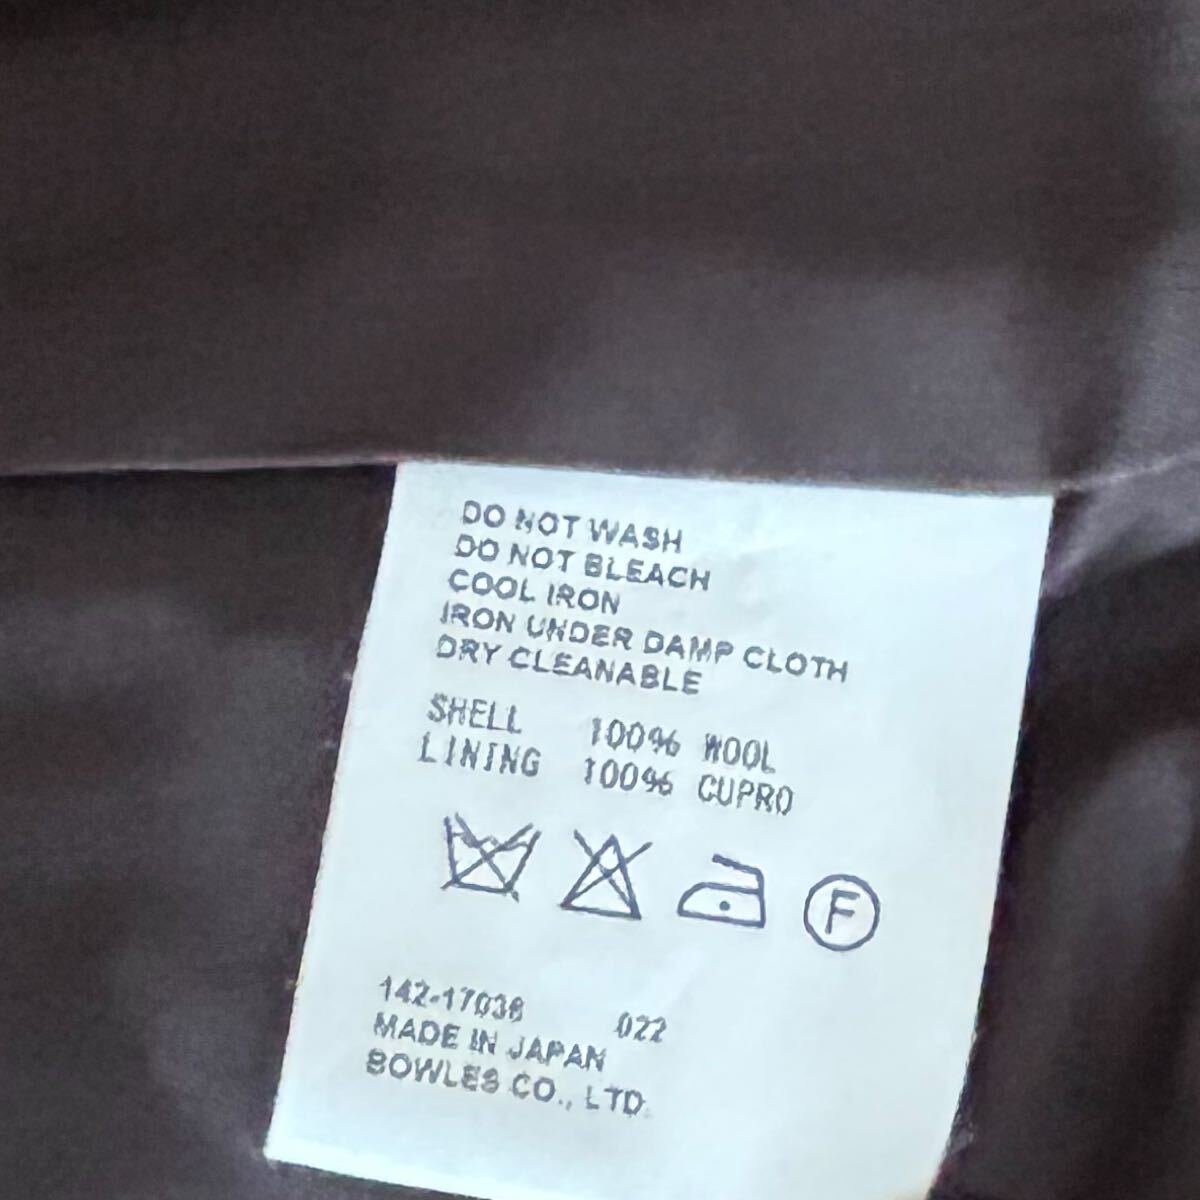 DO NOT WASH
DO NOT BLEACH
COOL IRON
IRON UNDER DAMP CLOTH
DRY CLEANABLE
SHELL 100% WOOL
LINING 100% CUPRO
F
142-17038 022
MADE IN JAPAN
BOWLES CO., LTD.